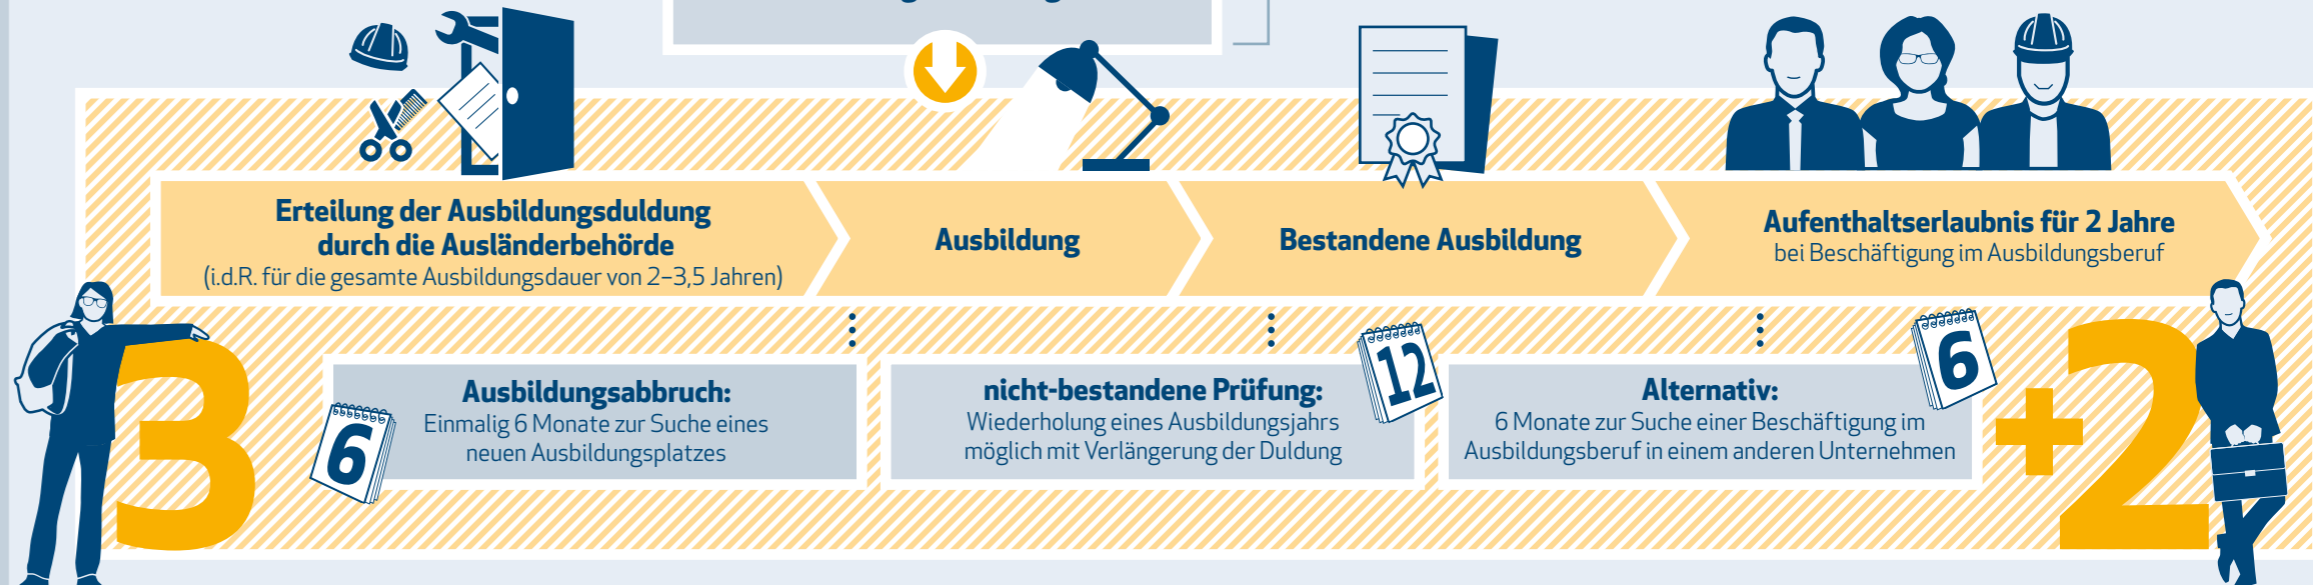 Erteilung der Ausbildungsduldung
durch die Ausländerbehörde
(i.d.R. für die gesamte Ausbildungsdauer von 2–3,5 Jahren)
Ausbildung
Bestandene Ausbildung
Aufenthaltserlaubnis für 2 Jahre
bei Beschäftigung im Ausbildungsberuf
3
6
Ausbildungsabbruch:
Einmalig 6 Monate zur Suche eines
neuen Ausbildungsplatzes
nicht-bestandene Prüfung:
Wiederholung eines Ausbildungsjahrs
möglich mit Verlängerung der Duldung
12
Alternativ:
6 Monate zur Suche einer Beschäftigung im
Ausbildungsberuf in einem anderen Unternehmen
6
+2